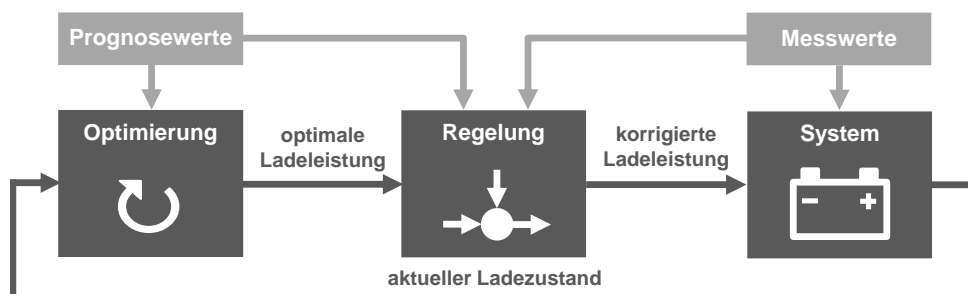 Prognosewerte
Messwerte
Optimierung
optimale
Ladeleistung
Regelung
korrigierte
Ladeleistung
System
aktueller Ladezustand